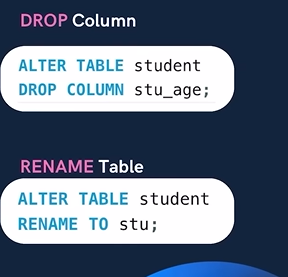 DROP Column
ALTER TABLE student
DROP COLUMN stu_age;
RENAME Table
ALTER TABLE student
RENAME TO stu;